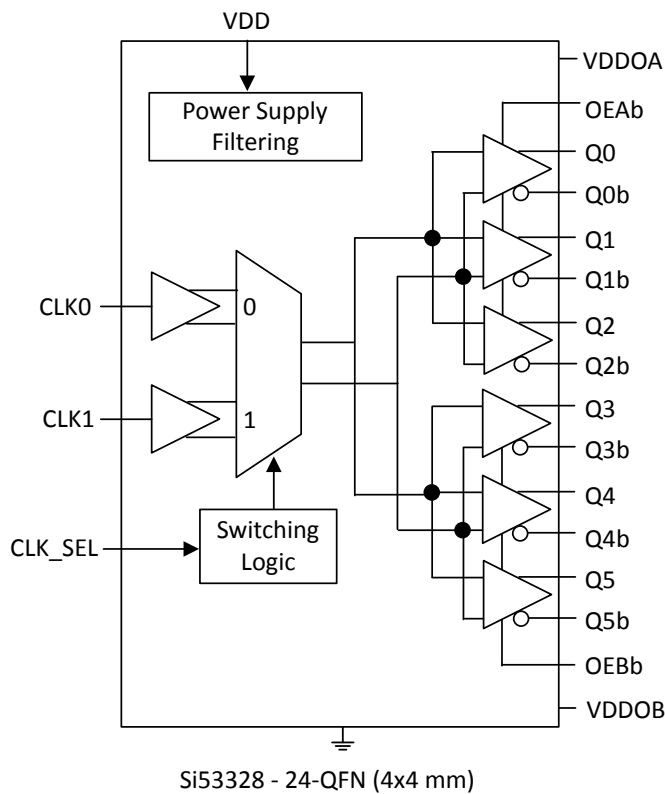 VDD
VDDOA
Power Supply
Filtering
OEAb
Q0
Q0b
Q1
Q1b
CLK0
0
Q2
Q2b
CLK1
1
Q3
Q3b
CLK_SEL
Switching
Logic
Q4
Q4b
Q5
Q5b
OEBb
VDDOB
Si53328 - 24-QFN (4x4 mm)